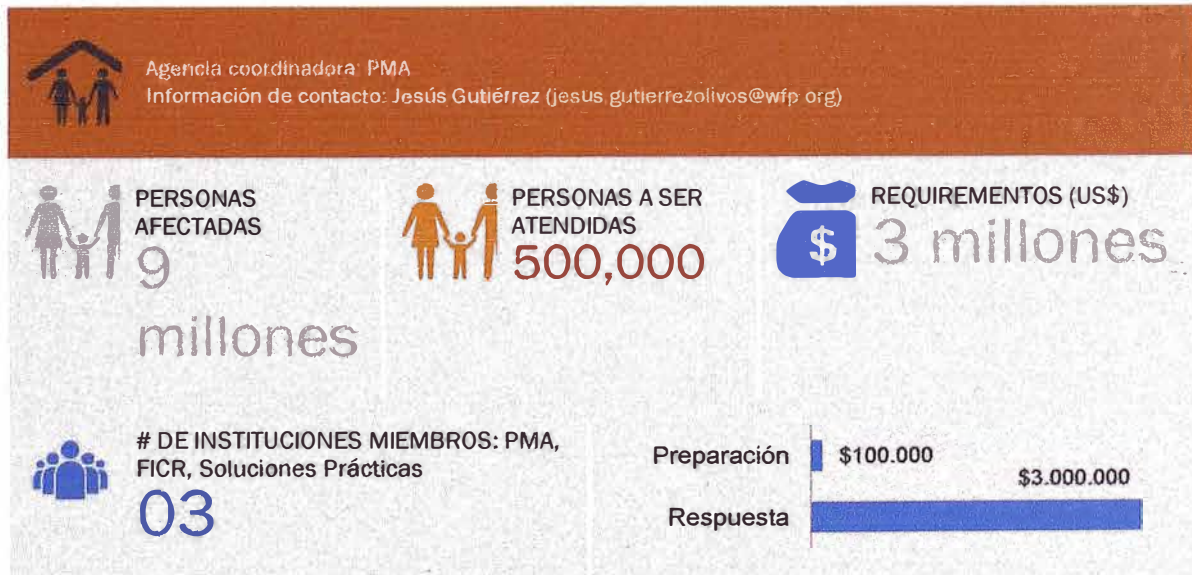 Agencia coordinadora: PMA
Información de contacto: Jesús Gutiérrez (jesus.gutierrezolivos@wfp.org)
PERSONAS
AFECTADAS
9
millones
PERSONAS A SER
ATENDIDAS
500,000
REQUIREMENTOS (US$)
$
3 millones
# DE INSTITUCIONES MIEMBROS: PMA,
FICR, Soluciones Prácticas
03
Preparación $100.000
$3.000.000
Respuesta